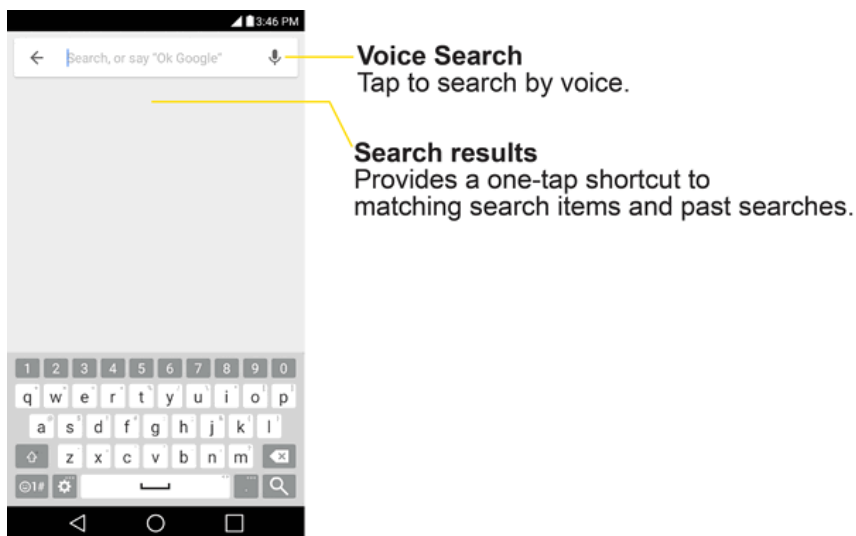 3:46 PM
Search, or say "Ok Google"
Voice Search
Tap to search by voice.
Search results
Provides a one-tap shortcut to
matching search items and past searches.
1 2 3 4 5 6 7 8 9 0
q w e r t y u i o p
a s d f g h j k l
z x c v b n m
1# .